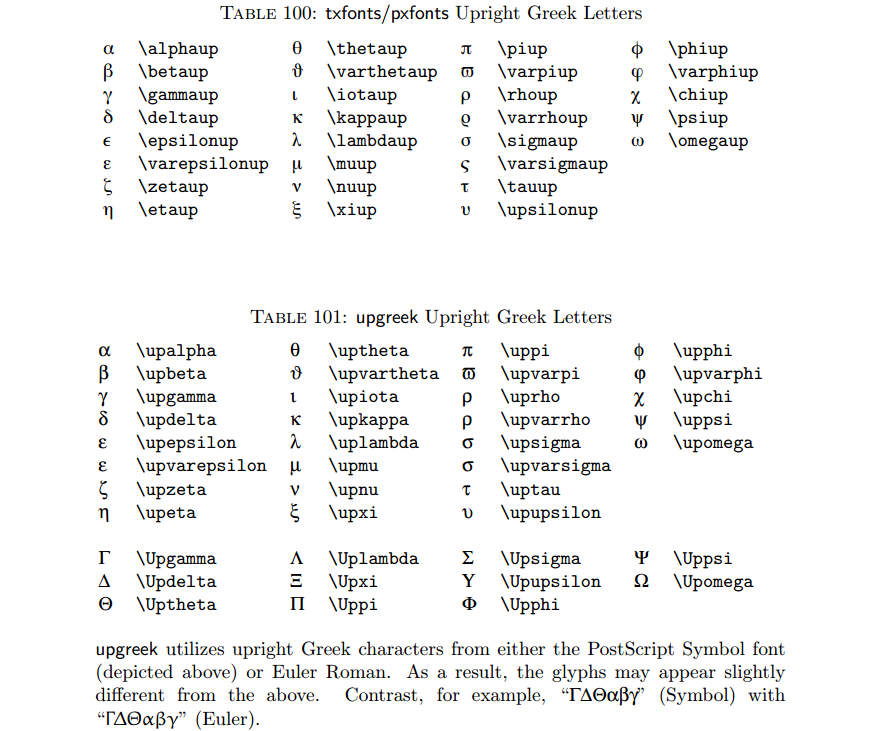 TABLE 100: txfonts/pxfonts Upright Greek Letters
α \alphaup θ \thetaup π \piup ϕ \phiup
β \betaup ϑ \varthetaup ϖ \varpiup φ \varphiup
γ \gammaup ι \iotaup ρ \rhoup χ \chiup
δ \deltaup κ \kappaup ϱ \varrhoup ψ \psiup
ϵ \epsilonup λ \lambdaup σ \sigmaup ω \omegaup
ε \varepsilonup μ \muup ς \varsigmaup
ζ \zetaup ν \nuup τ \tauup
η \etaup ξ \xiup υ \upsilonup
TABLE 101: upgreek Upright Greek Letters
α \upalpha θ \uptheta π \uppi ϕ \upphi
β \upbeta ϑ \upvartheta ϖ \upvarpi φ \upvarphi
γ \upgamma ι \upiota ρ \uprho χ \upchi
δ \updelta κ \upkappa ρ \upvarrho ψ \uppsi
ε \upepsilon λ \uplambda σ \upsigma ω \upomega
ε \upvarepsilon μ \upmu σ \upvarsigma
ζ \upzeta ν \upnu τ \uptau
η \upeta ξ \upxi υ \upupsilon
Γ \Upgamma Λ \Uplambda Σ \Upsigma Ψ \Uppsi
Δ \Updelta Ξ \Upxi Υ \Upupsilon Ω \Upomega
Θ \Uptheta Π \Uppi Φ \Upphi
upgreek utilizes upright Greek characters from either the PostScript Symbol font
(depicted above) or Euler Roman. As a result, the glyphs may appear slightly
different from the above. Contrast, for example, “ΓΔΘαβγ” (Symbol) with
“ΓΔΘαβγ” (Euler).